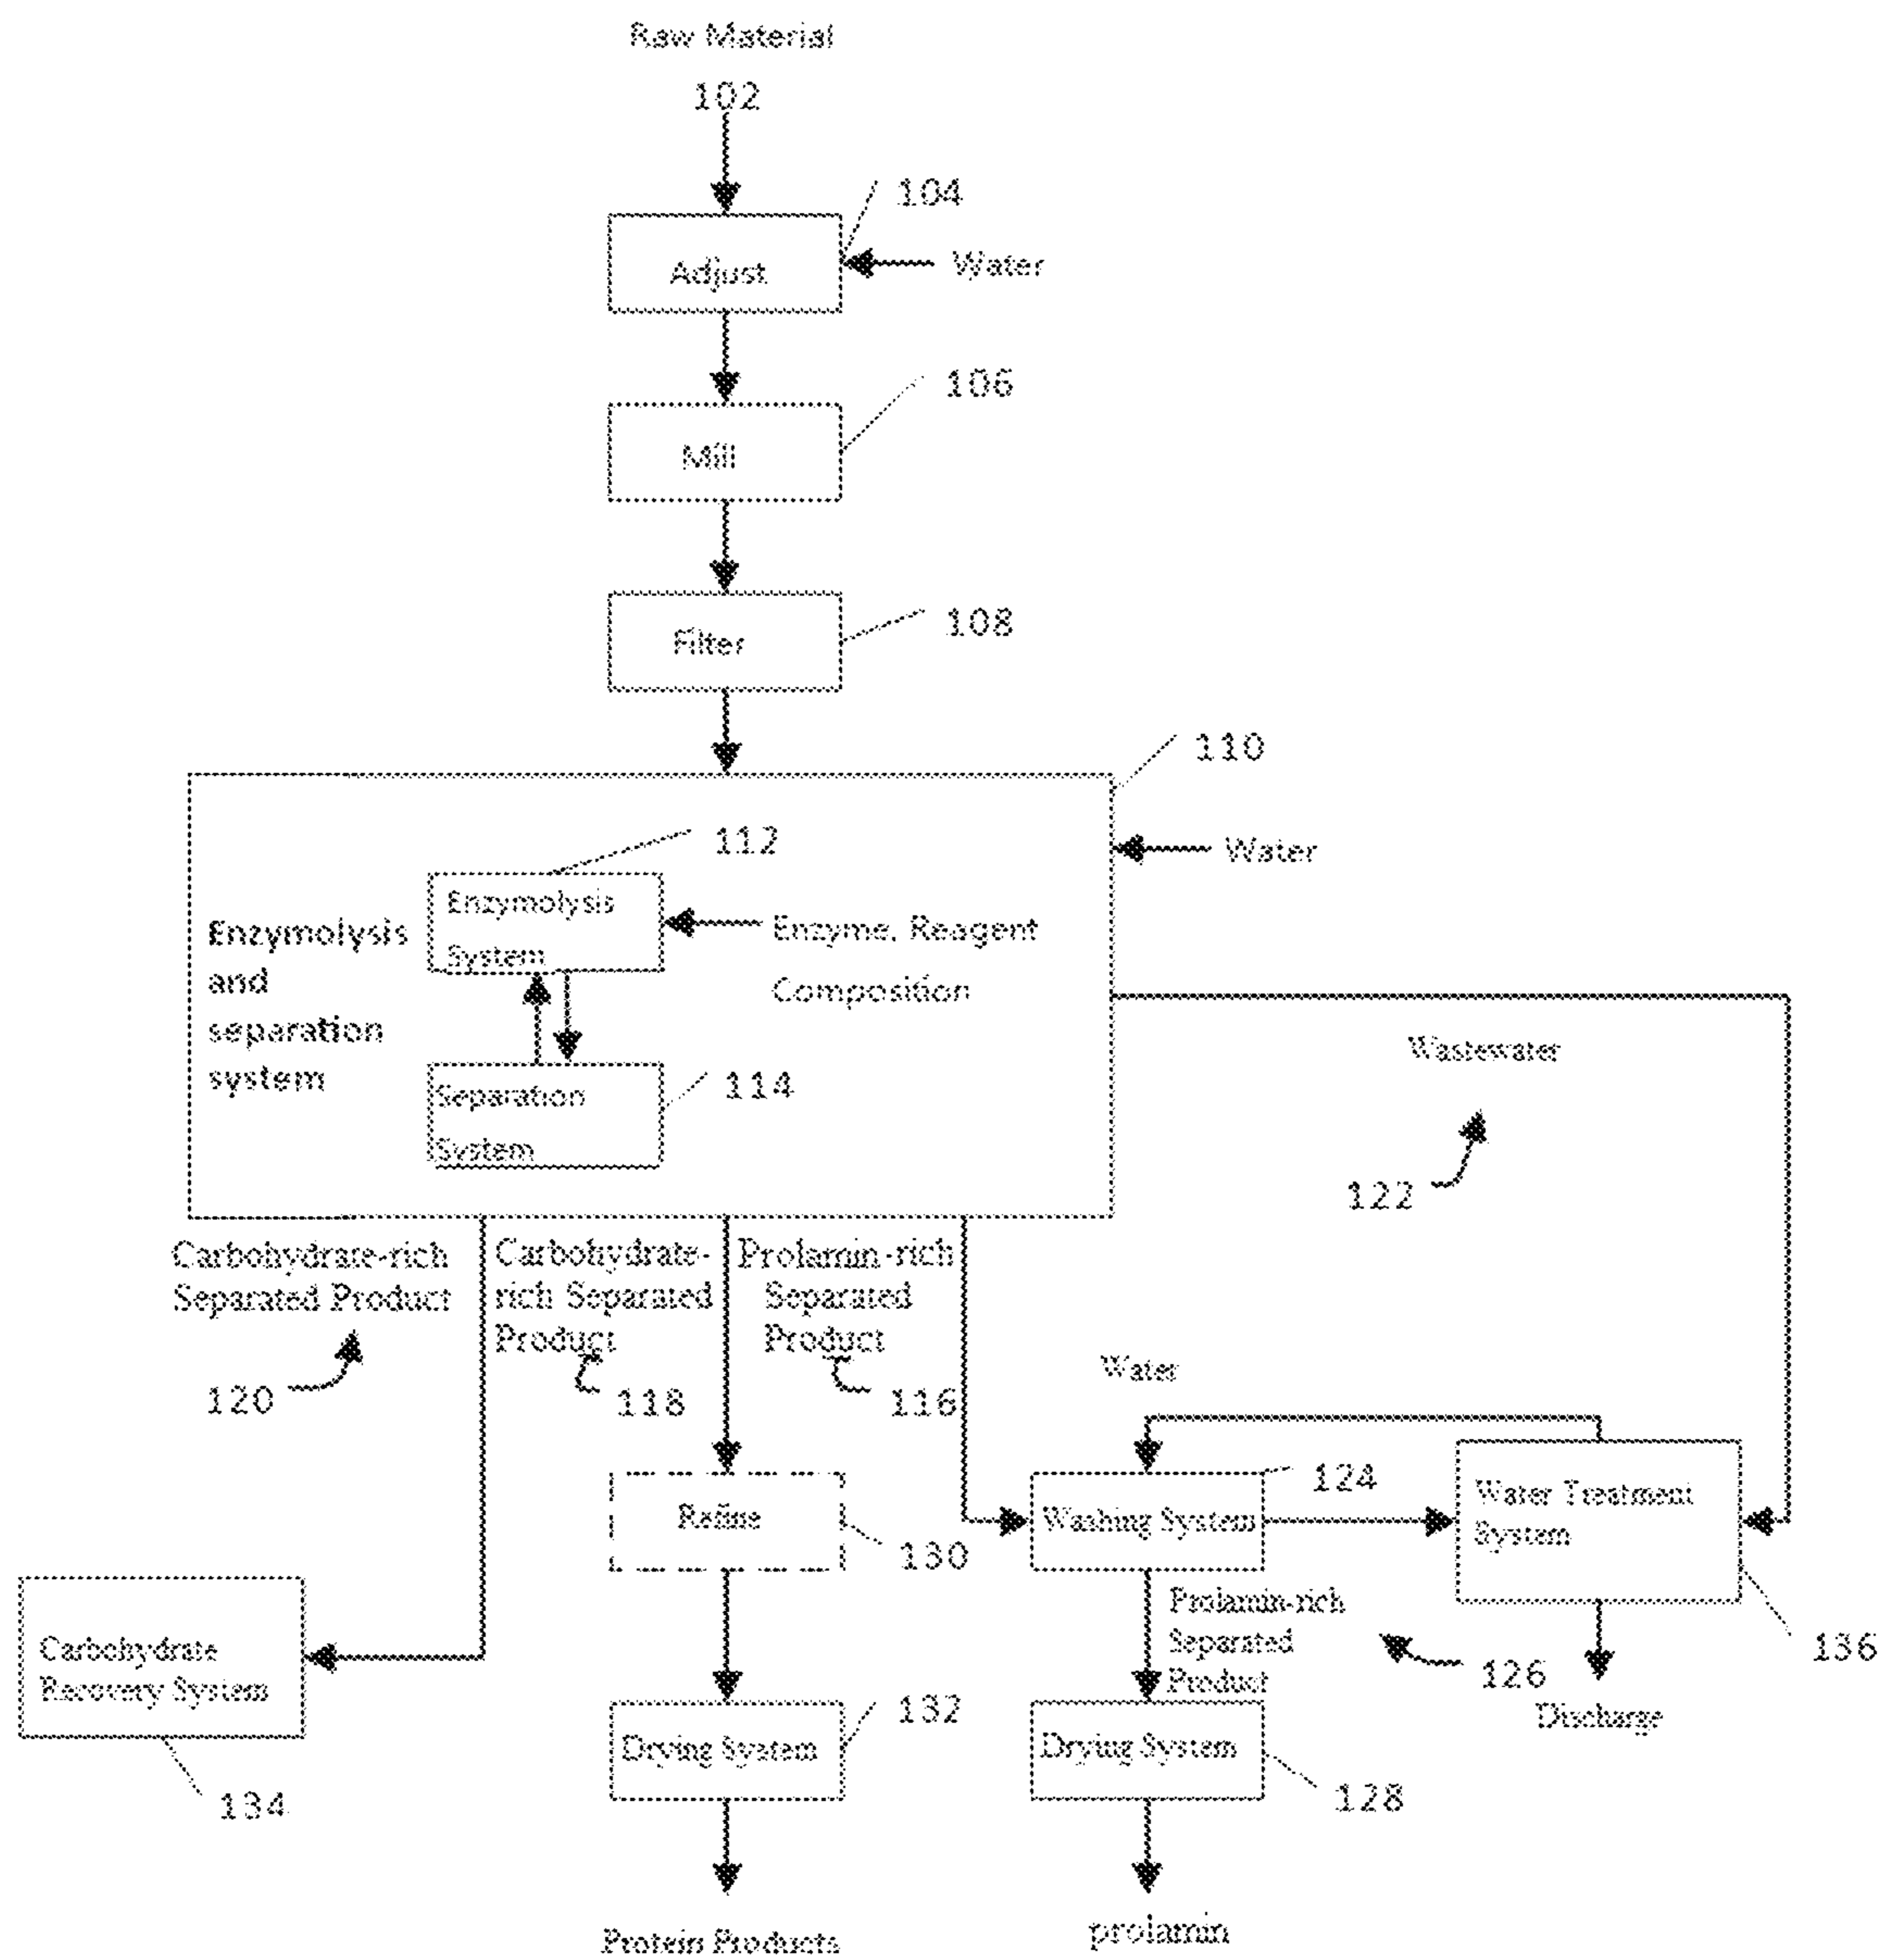 Raw Material
102
104
Adjust
Water
106
Mill
108
Filter
110
112
Water
Enzymolysis
System
Enzyme, Reagent
Composition
Enzymolysis
and
separation
system
Wastewater
114
Separation
System
122
Carbohydrate-rich
Separated Product
Carbohydrate-
rich Separated
Product
Prolamin-rich
Separated
Product
120
118
116
Water
124
Refine
Washing System
Water Treatment
System
130
Prolamin-rich
Separated
Product
126
136
Carbohydrate
Recovery System
132
Discharge
Drying System
Drying System
134
128
Protein Products
prolamin